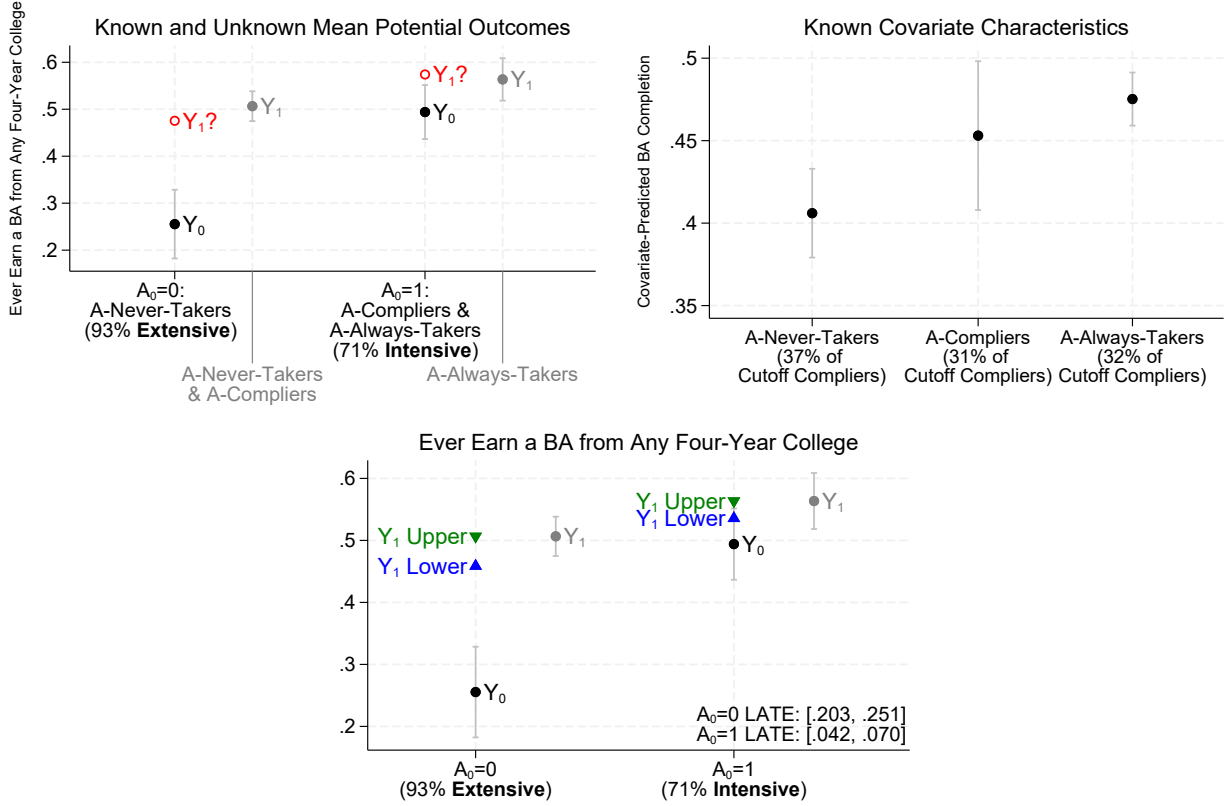 Known and Unknown Mean Potential Outcomes
Ever Earn a BA from Any Four-Year College
.6
.5
.4
.3
.2
Y₁?
Y₁
Y₀
Y₁?
Y₁
Y₀
A₀=0:
A-Never-Takers
(93% Extensive)
A₀=1:
A-Compliers &
A-Always-Takers
(71% Intensive)
A-Never-Takers
& A-Compliers
A-Always-Takers
Known Covariate Characteristics
Covariate-Predicted BA Completion
.5
.45
.4
.35
A-Never-Takers
(37% of
Cutoff Compliers)
A-Compliers
(31% of
Cutoff Compliers)
A-Always-Takers
(32% of
Cutoff Compliers)
Ever Earn a BA from Any Four-Year College
.6
.5
.4
.3
.2
Y₁ Upper
Y₁ Lower
Y₁
Y₀
Y₁ Upper
Y₁ Lower
Y₁
Y₀
A₀=0 LATE: [.203, .251]
A₀=1 LATE: [.042, .070]
A₀=0
(93% Extensive)
A₀=1
(71% Intensive)